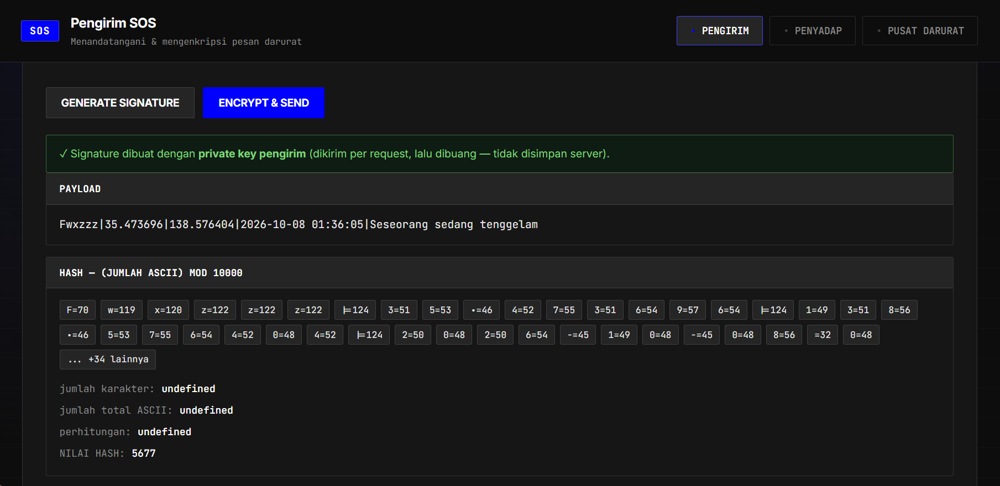 SOS
Pengirim SOS
Menandatangani & mengenkripsi pesan darurat
• PENGIRIM
• PENYADAP
• PUSAT DARURAT
GENERATE SIGNATURE
ENCRYPT & SEND
✓ Signature dibuat dengan private key pengirim (dikirim per request, lalu dibuang — tidak disimpan server).
PAYLOAD
Fwxzzz|35.473696|138.576404|2026-10-08 01:36:05|Seseorang sedang tenggelam
HASH — (JUMLAH ASCII) MOD 10000
F=70 w=119 x=120 z=122 z=122 z=122 |=124 3=51 5=53 .=46 4=52 7=55 3=51 6=54 9=57 6=54 |=124 1=49 3=51 8=56
.=46 5=53 7=55 6=54 4=52 0=48 4=52 |=124 2=50 0=48 2=50 6=54 -=45 1=49 0=48 -=45 0=48 8=56 =32 0=48
... +34 lainnya
jumlah karakter: undefined
jumlah total ASCII: undefined
perhitungan: undefined
NILAI HASH: 5677